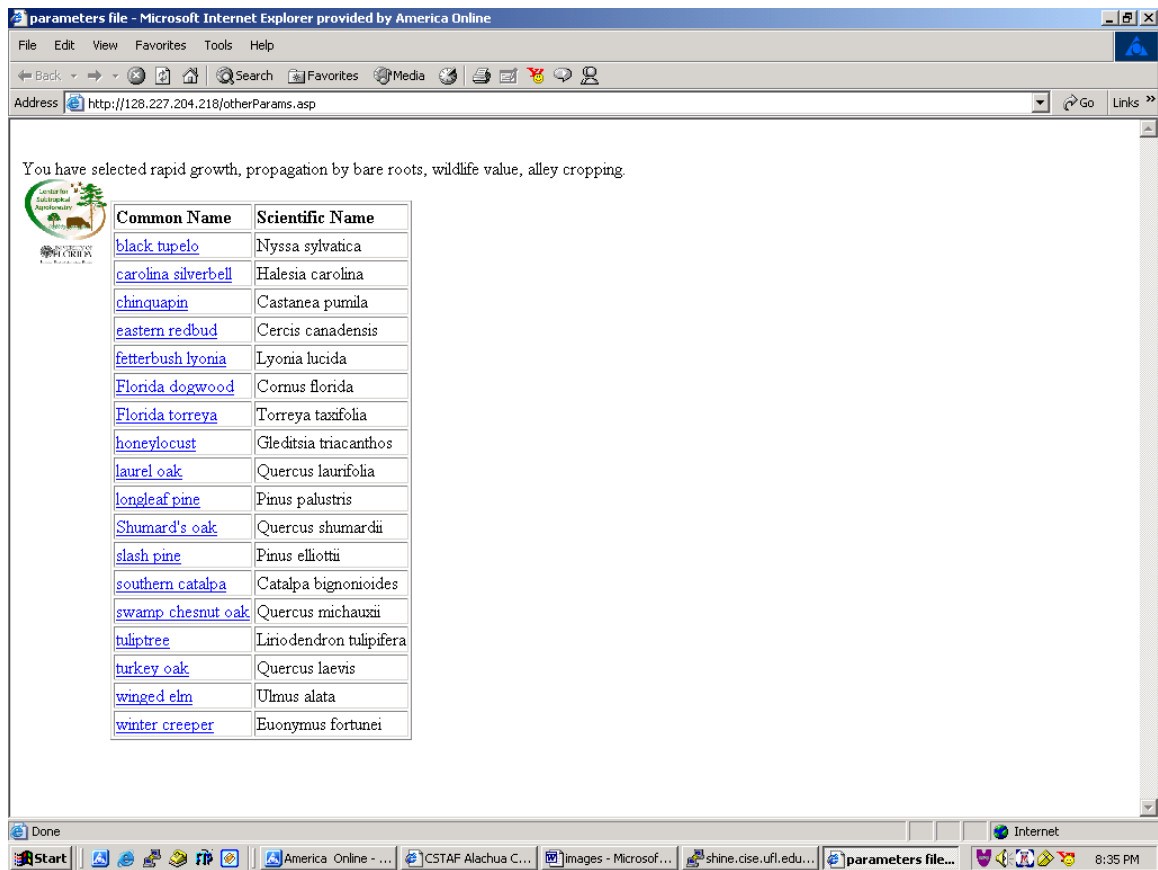 parameters file - Microsoft Internet Explorer provided by America Online
File Edit View Favorites Tools Help
Back Search Favorites Media
Address http://128.227.204.218/otherParams.asp Go Links »
You have selected rapid growth, propagation by bare roots, wildlife value, alley cropping.
Center for
Subtropical
Agroforestry
UNIVERSITY OF
FLORIDA
Common Name Scientific Name
black tupelo Nyssa sylvatica
carolina silverbell Halesia carolina
chinquapin Castanea pumila
eastern redbud Cercis canadensis
fetterbush lyonia Lyonia lucida
Florida dogwood Cornus florida
Florida torreya Torreya taxifolia
honeylocust Gleditsia triacanthos
laurel oak Quercus laurifolia
longleaf pine Pinus palustris
Shumard's oak Quercus shumardii
slash pine Pinus elliottii
southern catalpa Catalpa bignonioides
swamp chesnut oak Quercus michauxii
tuliptree Liriodendron tulipifera
turkey oak Quercus laevis
winged elm Ulmus alata
winter creeper Euonymus fortunei
Done Internet
Start America Online - ... CSTAF Alachua C... images - Microsof... shine.cise.ufl.edu... parameters file... 8:35 PM